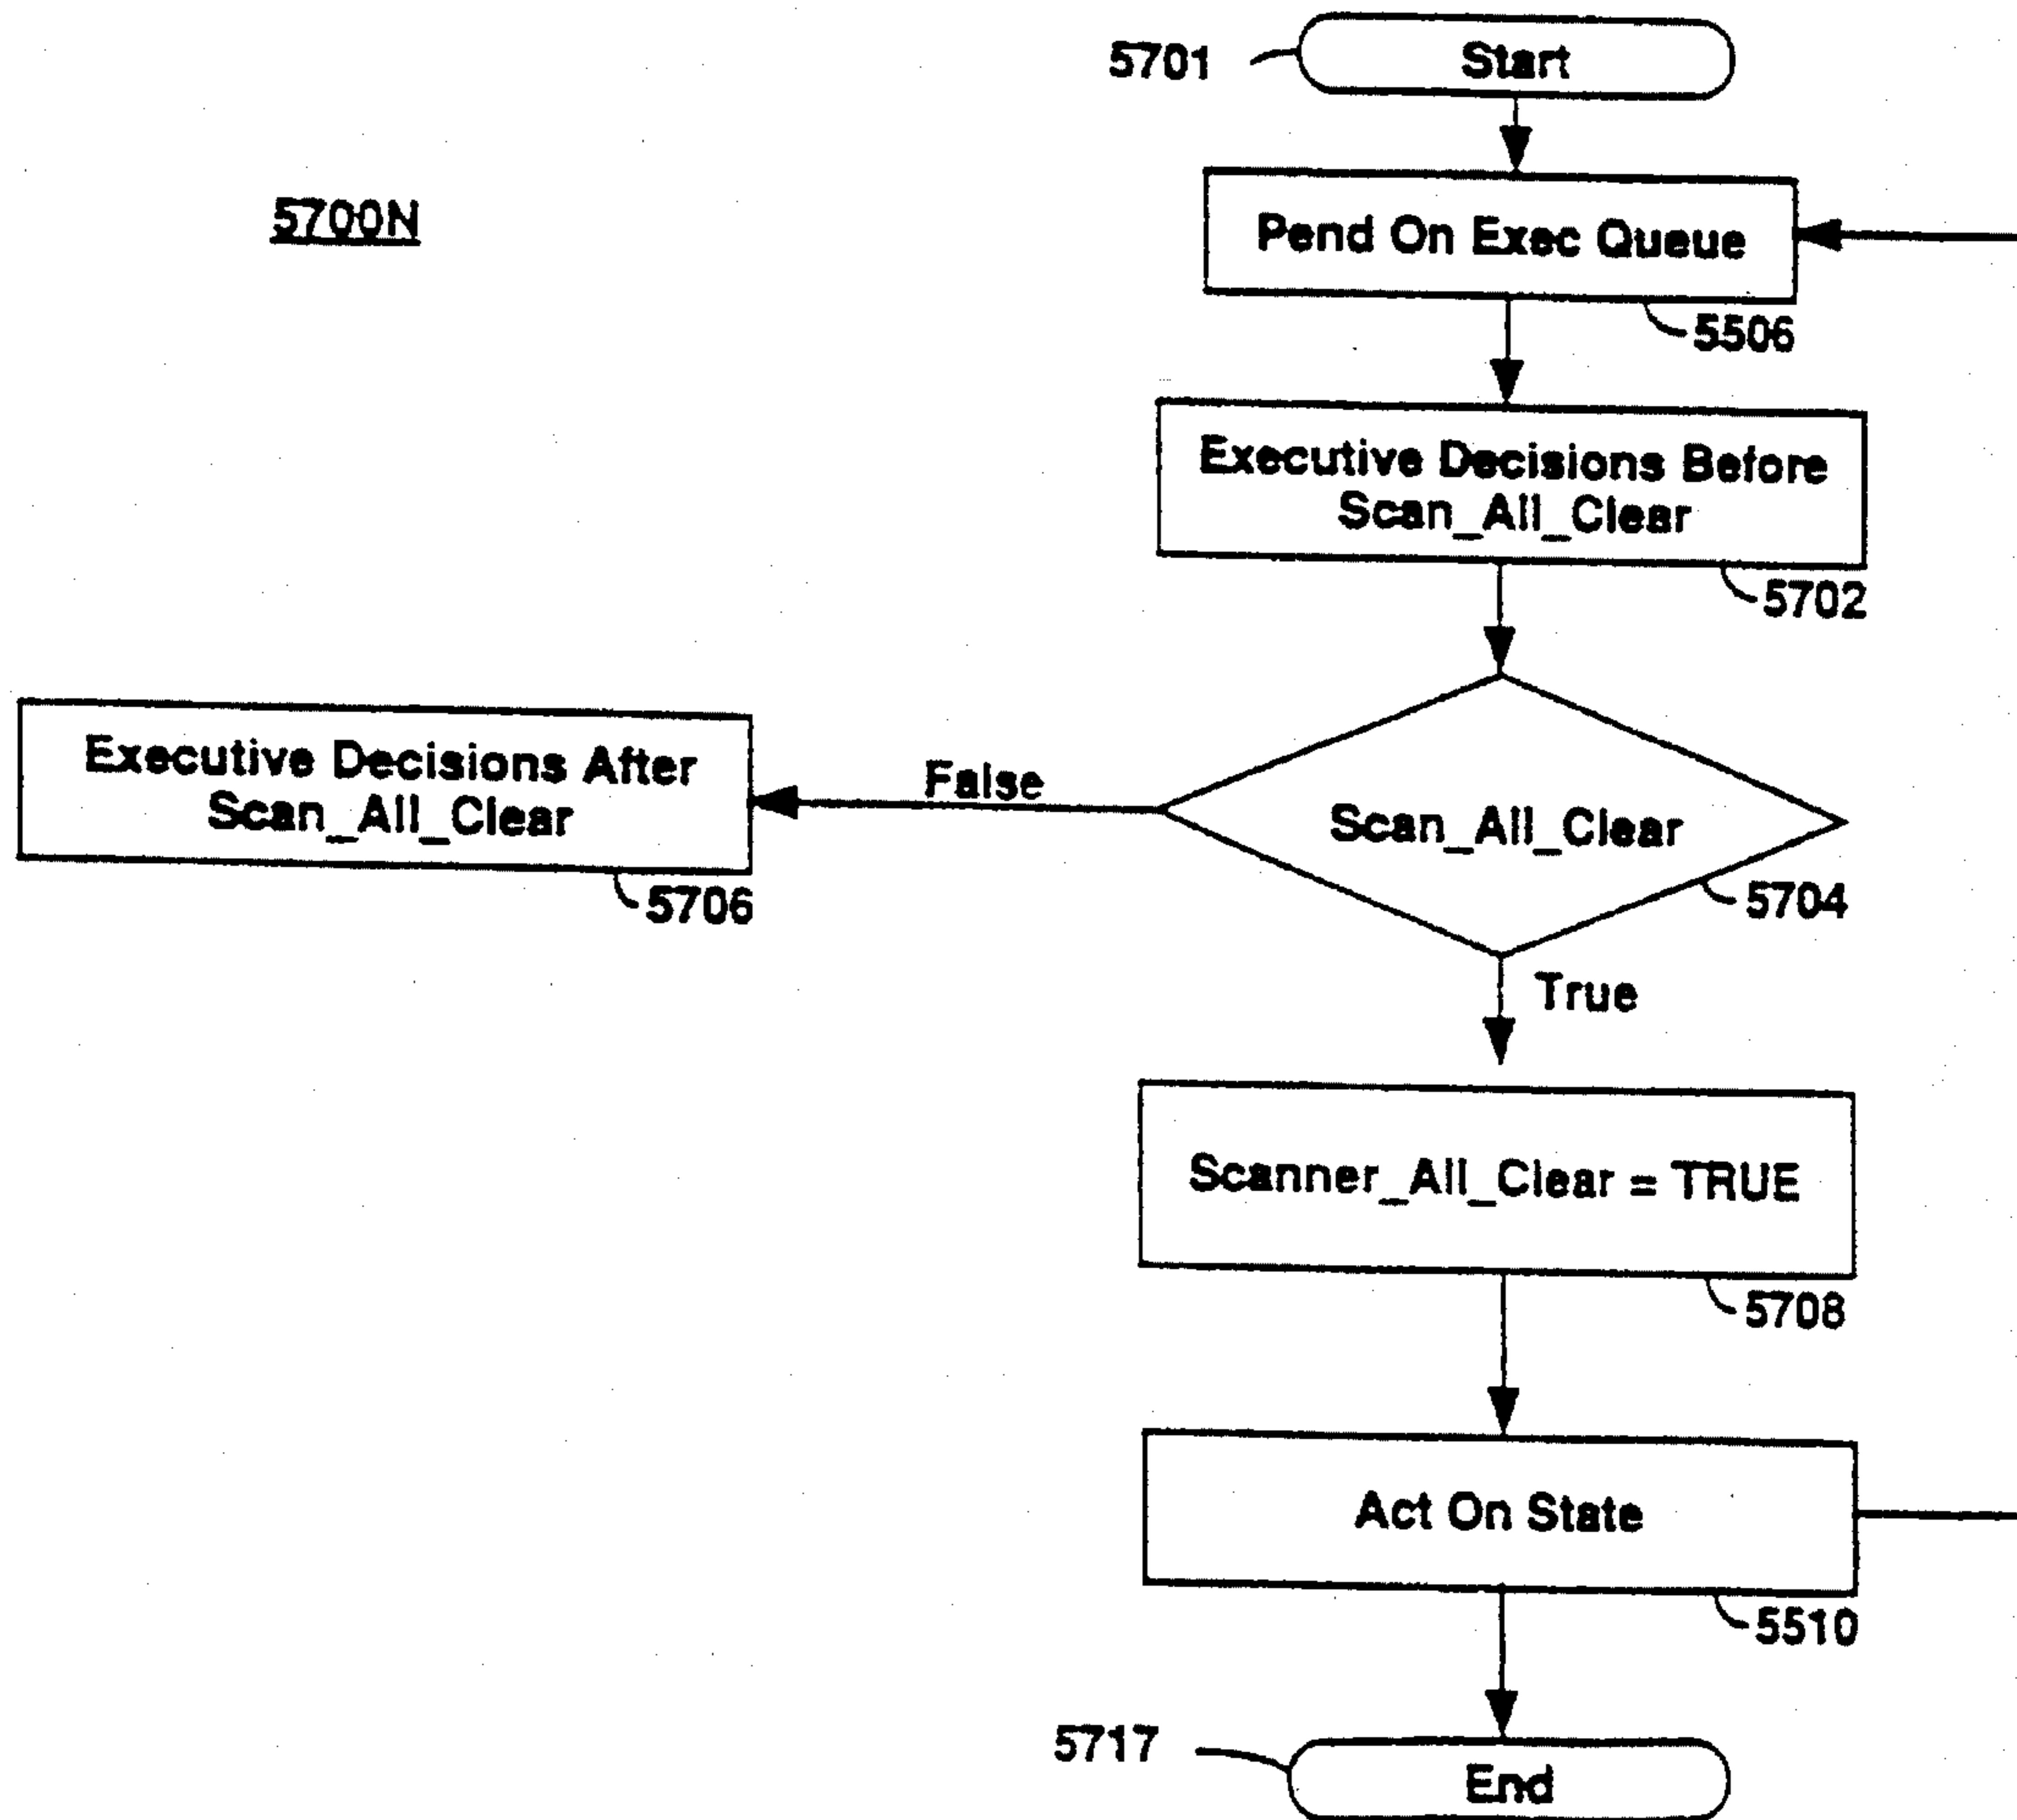 5701
Start
5700N
Pend On Exec Queue
5506
Executive Decisions Before
Scan_All_Clear
5702
Executive Decisions After
Scan_All_Clear
5706
False
Scan_All_Clear
5704
True
Scanner_All_Clear = TRUE
5708
Act On State
5510
5717
End